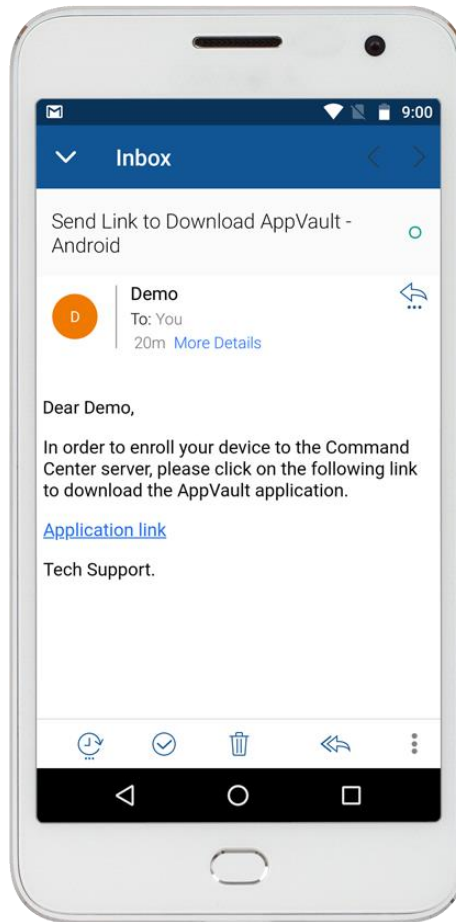 9:00
Inbox
Send Link to Download AppVault -
Android
D
Demo
To: You
20m More Details
Dear Demo,
In order to enroll your device to the Command
Center server, please click on the following link
to download the AppVault application.
Application link
Tech Support.